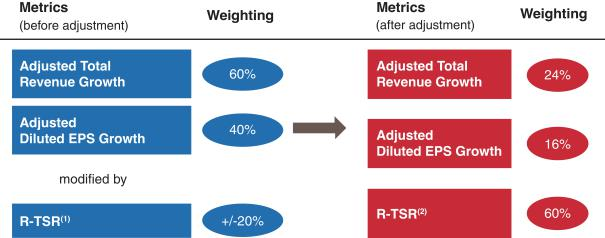 Metrics
(before adjustment)
Weighting
Adjusted Total
Revenue Growth
60%
Adjusted
Diluted EPS Growth
40%
modified by
R-TSR(1)
+/-20%
Metrics
(after adjustment)
Weighting
Adjusted Total
Revenue Growth
24%
Adjusted
Diluted EPS Growth
16%
R-TSR(2)
60%